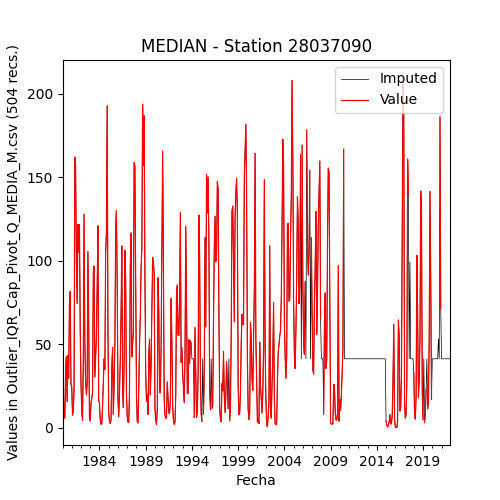 MEDIAN - Station 28037090
Imputed
Value
Values in Outlier_IQR_Cap_Pivot_Q_MEDIA_M.csv (504 recs.)
200
150
100
50
0
1984 1989 1994 1999 2004 2009 2014 2019
Fecha